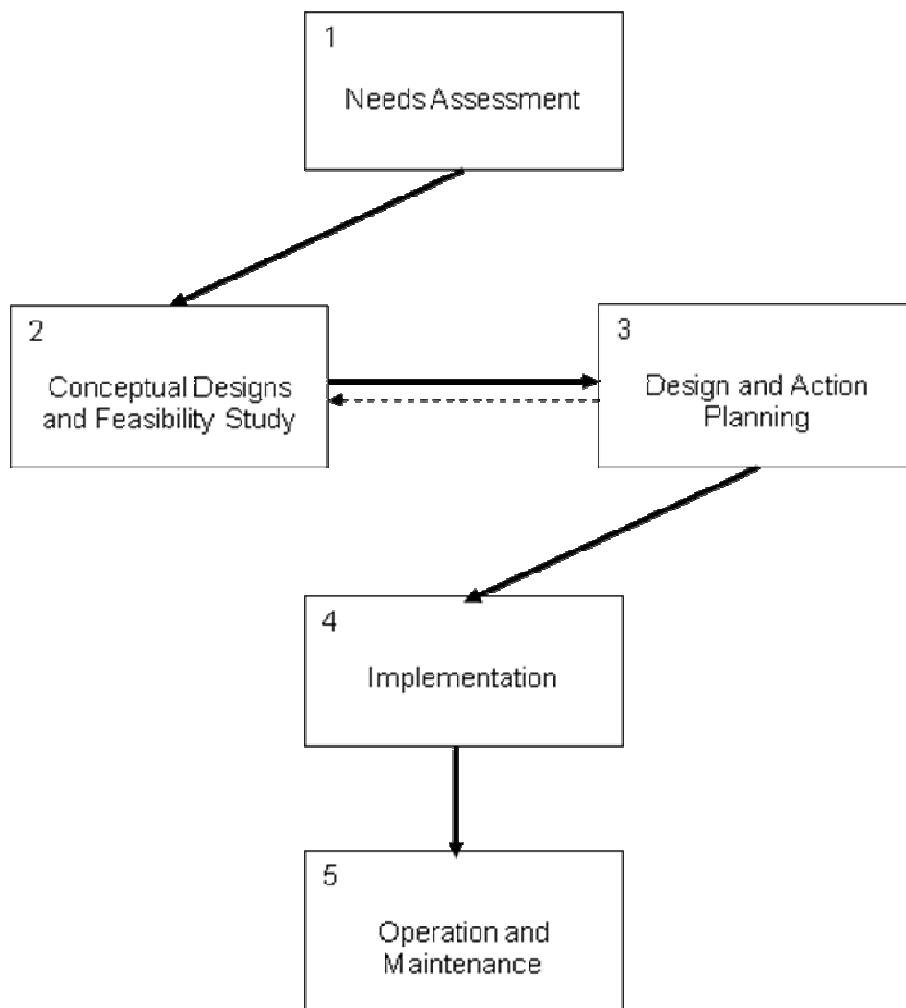 1
Needs Assessment
2
Conceptual Designs
and Feasibility Study
3
Design and Action
Planning
4
Implementation
5
Operation and
Maintenance